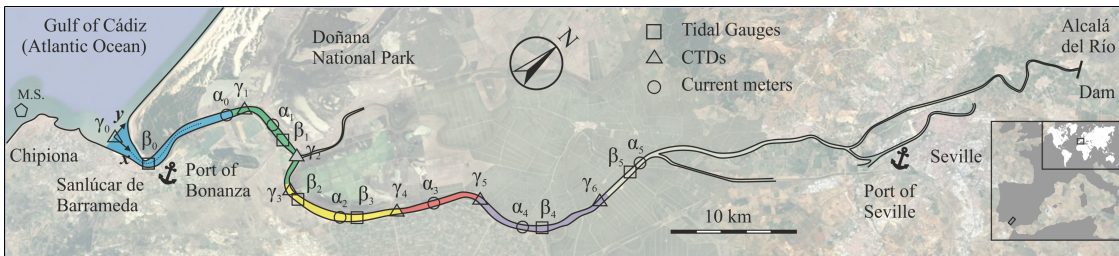 Gulf of Cádiz
(Atlantic Ocean)
Doñana
National Park
N
Tidal Gauges
CTDs
Current meters
Alcalá
del Río
Dam
M.S.
γ0
y
x
Chipiona
β0
Sanlúcar de
Barrameda
Port of
Bonanza
α0
γ1
α1
β1
γ2
γ3
β2
α2
β3
γ4
α3
γ5
α4
β4
γ6
β5
α5
10 km
Port of
Seville
Seville